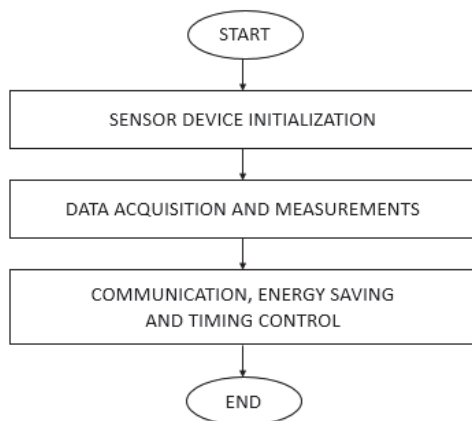 START
SENSOR DEVICE INITIALIZATION
DATA ACQUISITION AND MEASUREMENTS
COMMUNICATION, ENERGY SAVING
AND TIMING CONTROL
END